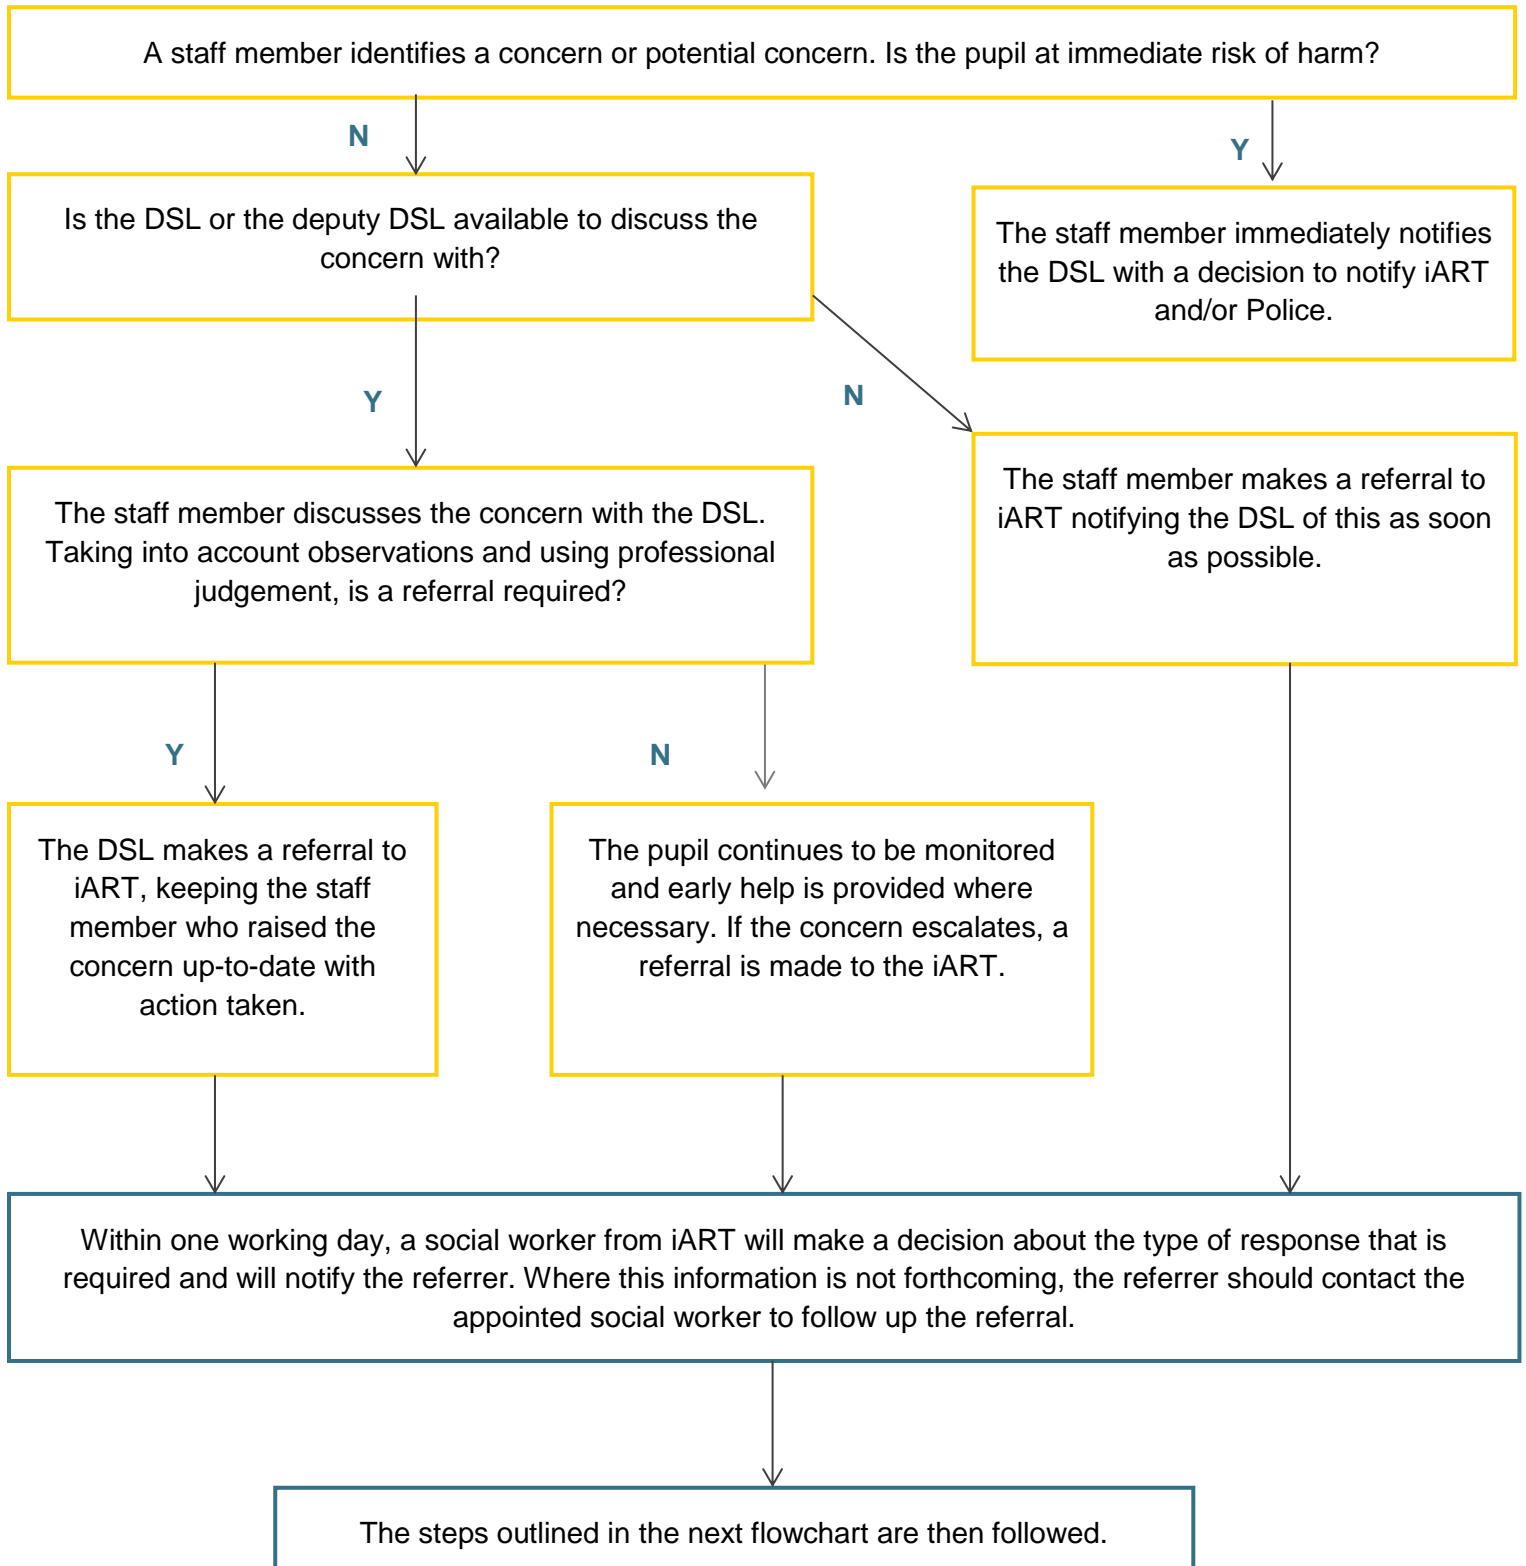 A staff member identifies a concern or potential concern. Is the pupil at immediate risk of harm?
N
Y
Is the DSL or the deputy DSL available to discuss the
concern with?
The staff member immediately notifies
the DSL with a decision to notify iART
and/or Police.
Y
N
The staff member discusses the concern with the DSL.
Taking into account observations and using professional
judgement, is a referral required?
The staff member makes a referral to
iART notifying the DSL of this as soon
as possible.
Y
N
The DSL makes a referral to
iART, keeping the staff
member who raised the
concern up-to-date with
action taken.
The pupil continues to be monitored
and early help is provided where
necessary. If the concern escalates, a
referral is made to the iART.
Within one working day, a social worker from iART will make a decision about the type of response that is
required and will notify the referrer. Where this information is not forthcoming, the referrer should contact the
appointed social worker to follow up the referral.
The steps outlined in the next flowchart are then followed.